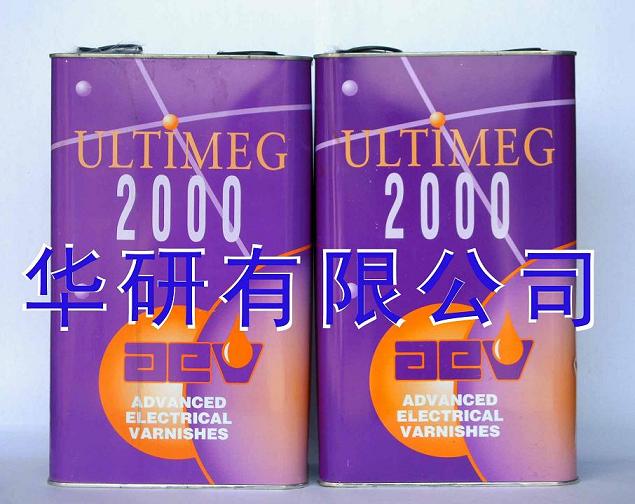 ULTIMEG
2000
ULTIMEG
2000
华研有限公司
aev
ADVANCED
ELECTRICAL
VARNISHES
aev
ADVANCED
ELECTRICAL
VARNISHES